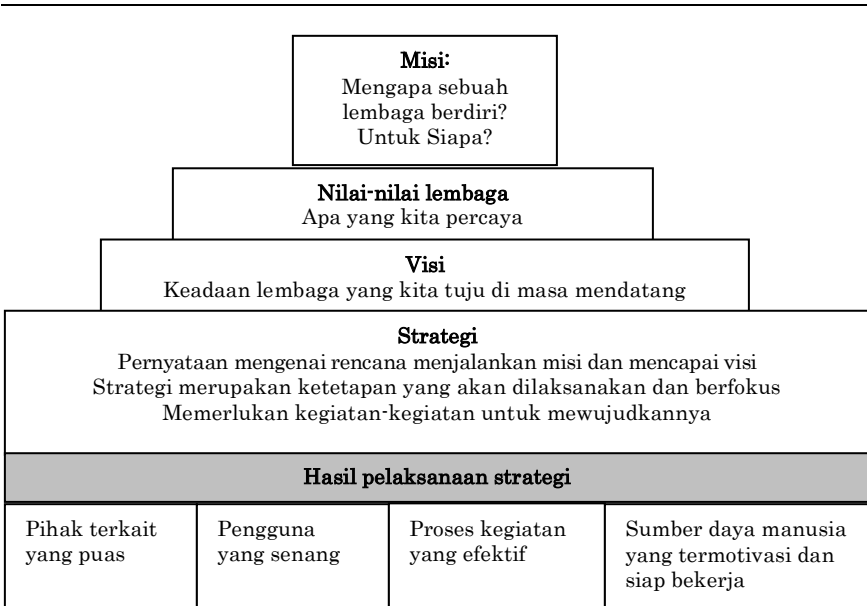 Misi:
Mengapa sebuah
lembaga berdiri?
Untuk Siapa?
Nilai-nilai lembaga
Apa yang kita percaya
Visi
Keadaan lembaga yang kita tuju di masa mendatang
Strategi
Pernyataan mengenai rencana menjalankan misi dan mencapai visi
Strategi merupakan ketetapan yang akan dilaksanakan dan berfokus
Memerlukan kegiatan-kegiatan untuk mewujudkannya
Hasil pelaksanaan strategi
Pihak terkait
yang puas
Pengguna
yang senang
Proses kegiatan
yang efektif
Sumber daya manusia
yang termotivasi dan
siap bekerja